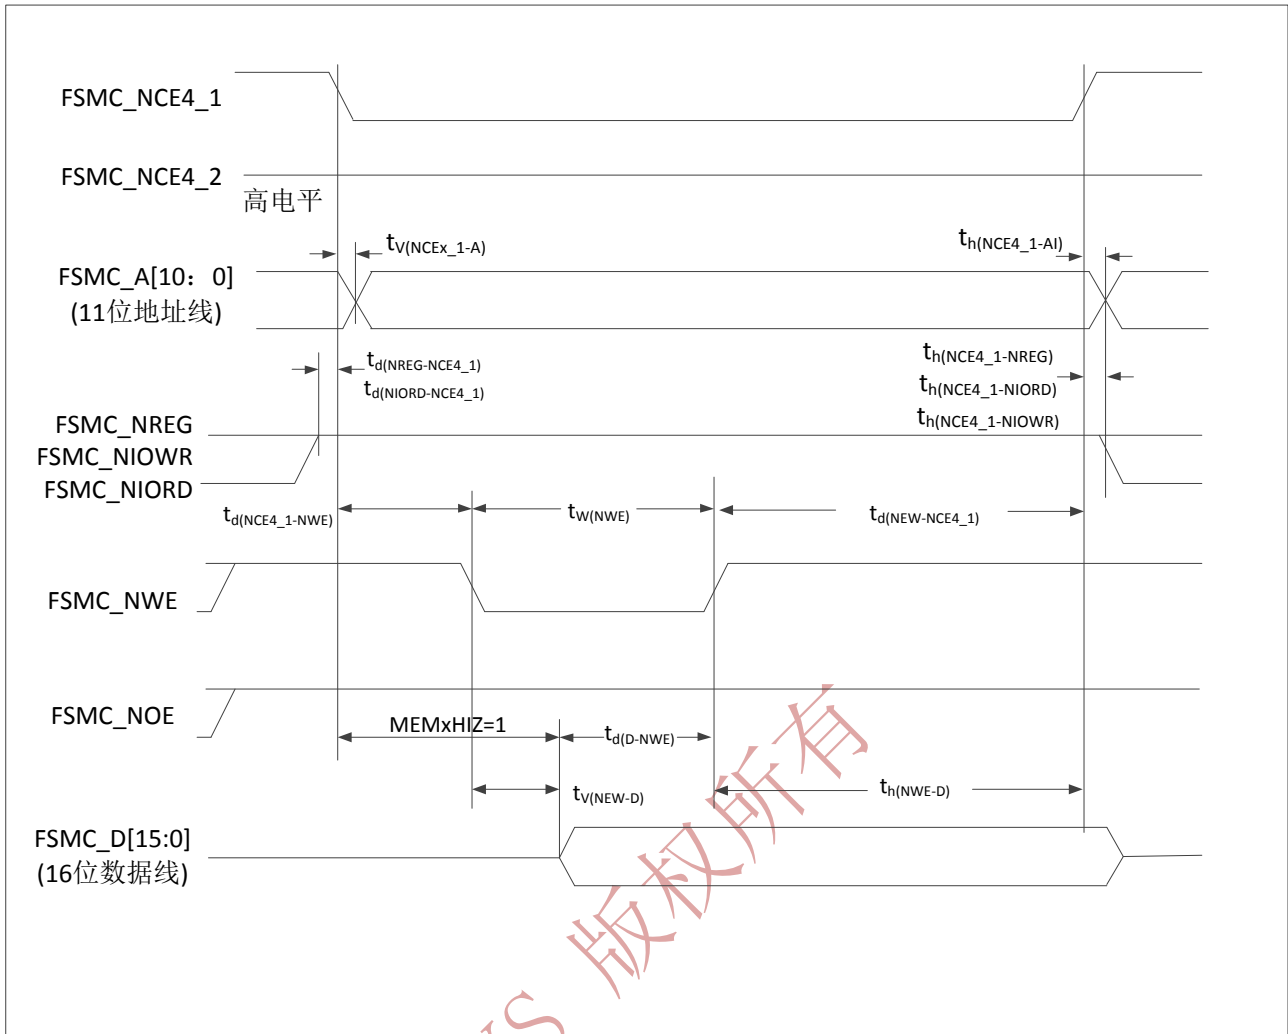 FSMC_NCE4_1
FSMC_NCE4_2
高电平
tV(NCEx_1-A)
th(NCE4_1-AI)
FSMC_A[10：0]
(11位地址线)
td(NREG-NCE4_1)
td(NIORD-NCE4_1)
th(NCE4_1-NREG)
th(NCE4_1-NIORD)
th(NCE4_1-NIOWR)
FSMC_NREG
FSMC_NIOWR
FSMC_NIORD
td(NCE4_1-NWE)
tW(NWE)
td(NEW-NCE4_1)
FSMC_NWE
FSMC_NOE
MEMxHIZ=1
td(D-NWE)
tV(NEW-D)
th(NWE-D)
FSMC_D[15:0]
(16位数据线)
版权所有